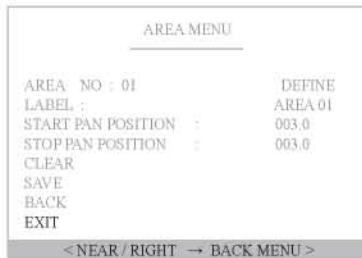 AREA MENU
AREA NO : 01 DEFINE
LABEL : AREA 01
START PAN POSITION : 003.0
STOP PAN POSITION : 003.0
CLEAR
SAVE
BACK
EXIT
< NEAR / RIGHT → BACK MENU >